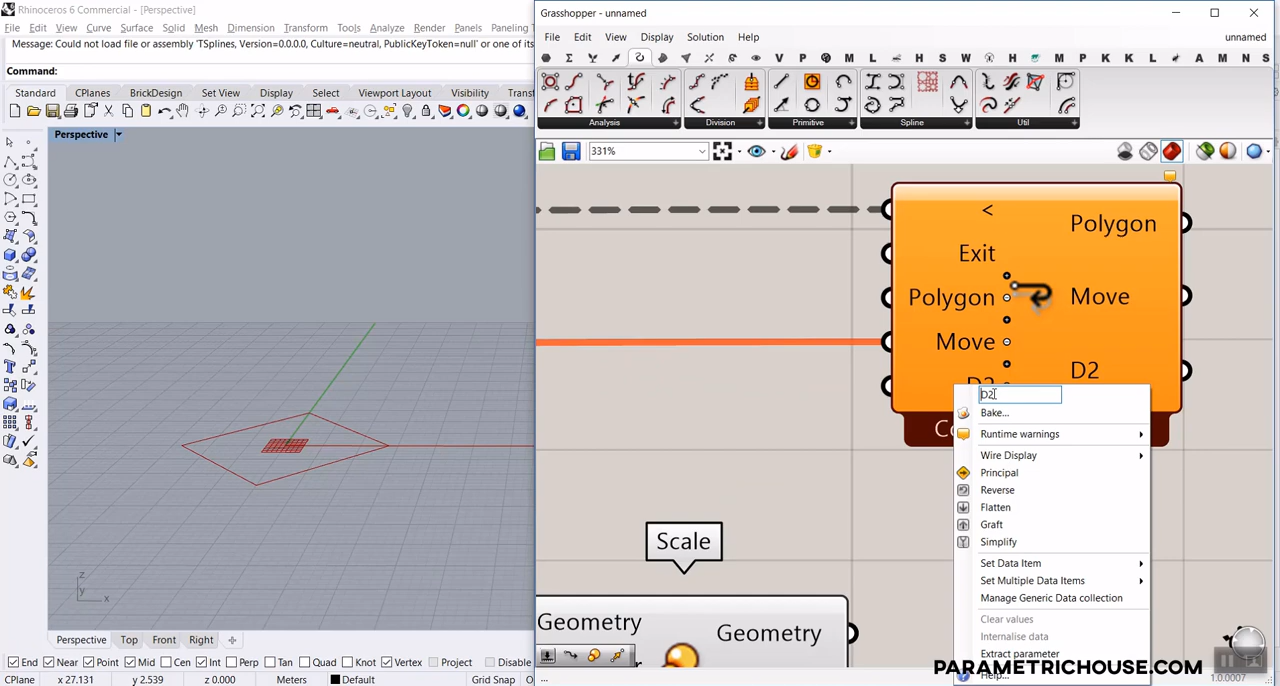 Rhinoceros 6 Commercial - [Perspective]
File Edit View Curve Surface Solid Mesh Dimension Transform Tools Analyze Render Panels Paneling
Message: Could not load file or assembly 'TSplines, Version=0.0.0.0, Culture=neutral, PublicKeyToken=null' or one of its
Command:
Standard CPlanes BrickDesign Set View Display Select Viewport Layout Visibility
Perspective
z
y
x
Perspective Top Front Right
End Near Point Mid Cen Int Perp Tan Quad Knot Vertex Project Disable
CPlane x 27.131 y 2.539 z 0.000 Meters Default Grid Snap
Grasshopper - unnamed
File Edit View Display Solution Help unnamed
V P M L H S W H M P K K L A M N S
Analysis Division Primitive Spline Util
331%
<
Exit
Polygon
Move
D2
Polygon
Move
D2
Scale
Geometry
Geometry
D2
Bake...
Runtime warnings
Wire Display
Principal
Reverse
Flatten
Graft
Simplify
Set Data Item
Set Multiple Data Items
Manage Generic Data collection
Clear values
Internalise data
Extract parameter
Help...
PARAMETRICHOUSE.COM
...
1.0.0007